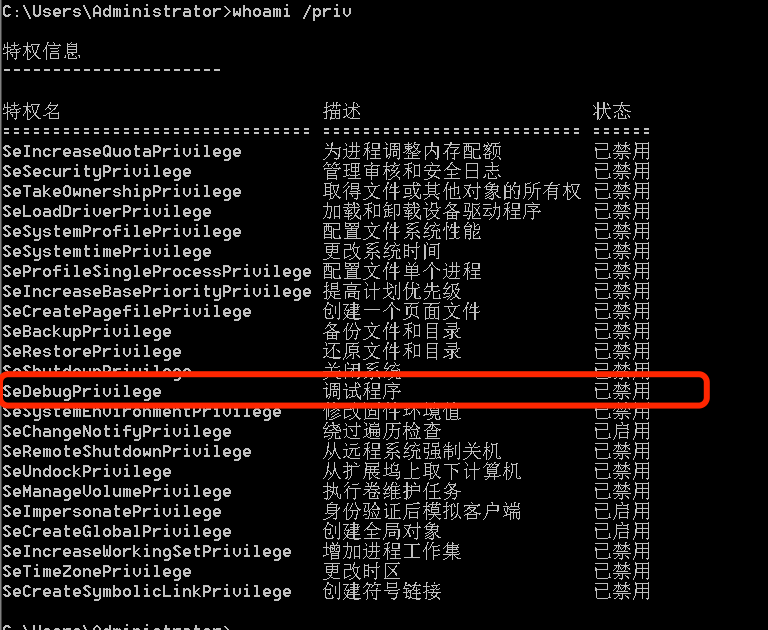 C:\Users\Administrator>whoami /priv
特权信息
----------------------
特权名 描述 状态
=============================== ========================== ======
SeIncreaseQuotaPrivilege 为进程调整内存配额 已禁用
SeSecurityPrivilege 管理审核和安全日志 已禁用
SeTakeOwnershipPrivilege 取得文件或其他对象的所有权 已禁用
SeLoadDriverPrivilege 加载和卸载设备驱动程序 已禁用
SeSystemProfilePrivilege 配置文件系统性能 已禁用
SeSystemtimePrivilege 更改系统时间 已禁用
SeProfileSingleProcessPrivilege 配置文件单个进程 已禁用
SeIncreaseBasePriorityPrivilege 提高计划优先级 已禁用
SeCreatePagefilePrivilege 创建一个页面文件 已禁用
SeBackupPrivilege 备份文件和目录 已禁用
SeRestorePrivilege 还原文件和目录 已禁用
SeShutdownPrivilege 关闭系统 已禁用
SeDebugPrivilege 调试程序 已禁用
SeSystemEnvironmentPrivilege 修改固件环境值 已禁用
SeChangeNotifyPrivilege 绕过遍历检查 已启用
SeRemoteShutdownPrivilege 从远程系统强制关机 已禁用
SeUndockPrivilege 从扩展坞上取下计算机 已禁用
SeManageVolumePrivilege 执行卷维护任务 已禁用
SeImpersonatePrivilege 身份验证后模拟客户端 已启用
SeCreateGlobalPrivilege 创建全局对象 已启用
SeIncreaseWorkingSetPrivilege 增加进程工作集 已禁用
SeTimeZonePrivilege 更改时区 已禁用
SeCreateSymbolicLinkPrivilege 创建符号链接 已禁用
C:\Users\Administrator>